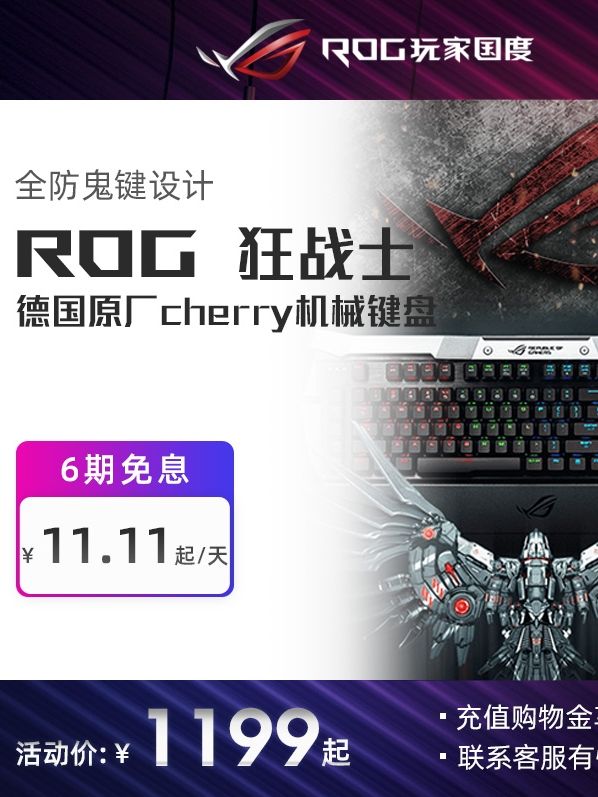 ROG玩家国度
全防鬼键设计
ROG 狂战士
德国原厂cherry机械键盘
REPUBLIC OF
GAMERS
6期免息
¥11.11起/天
活动价:¥1199起
▪ 充值购物金
▪ 联系客服有